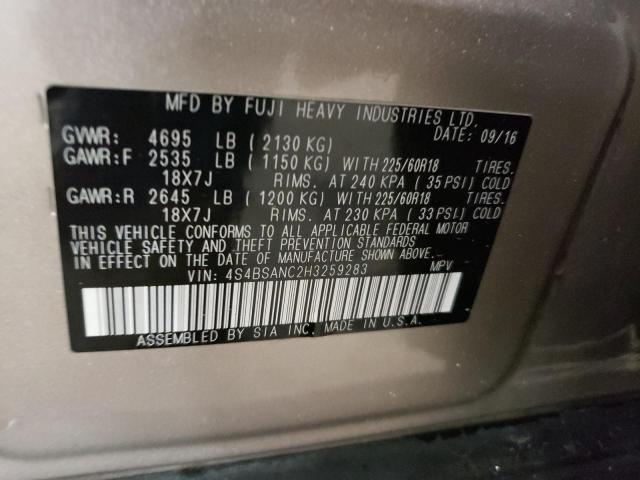 MFD BY FUJI HEAVY INDUSTRIES LTD.
DATE: 09/16
GVWR: 4695 LB (2130 KG)
GAWR:F 2535 LB (1150 KG) WITH 225/60R18 TIRES.
18X7J RIMS. AT 240 KPA (35 PSI) COLD
GAWR:R 2645 LB (1200 KG) WITH 225/60R18 TIRES.
18X7J RIMS. AT 230 KPA (33 PSI) COLD
THIS VEHICLE CONFORMS TO ALL APPLICABLE FEDERAL MOTOR
VEHICLE SAFETY AND THEFT PREVENTION STANDARDS
IN EFFECT ON THE DATE OF MANUFACTURE SHOWN ABOVE.
VIN: 4S4BSANC2H3259283 MPV
ASSEMBLED BY SIA INC. MADE IN U.S.A.